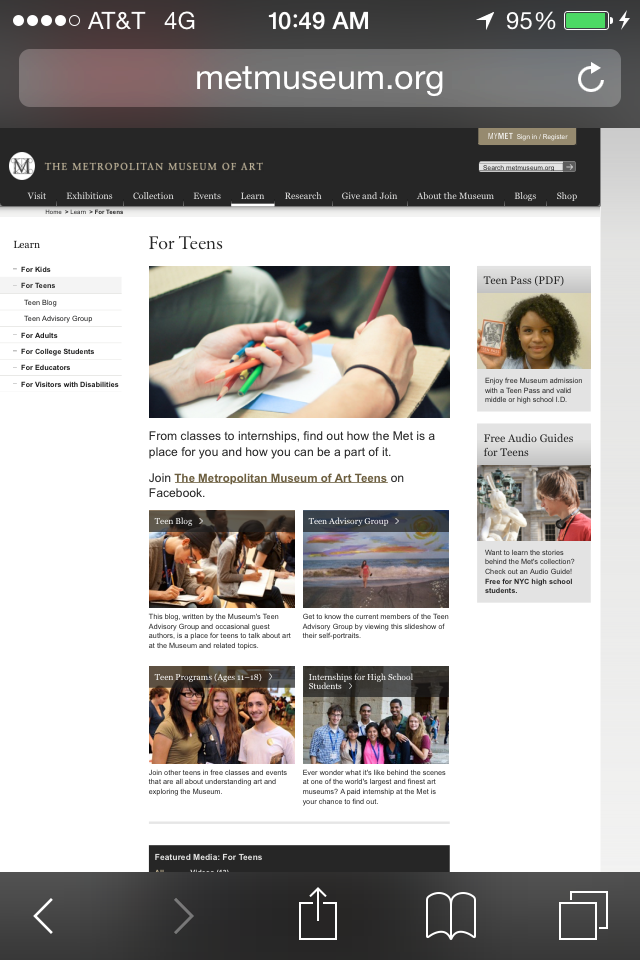 AT&T 4G 10:49 AM 95%
metmuseum.org
MYMET Sign in / Register
M THE METROPOLITAN MUSEUM OF ART
Search metmuseum.org
Visit Exhibitions Collection Events Learn Research Give and Join About the Museum Blogs Shop
Home > Learn > For Teens
Learn
For Kids
For Teens
Teen Blog
Teen Advisory Group
For Adults
For College Students
For Educators
For Visitors with Disabilities
For Teens
From classes to internships, find out how the Met is a
place for you and how you can be a part of it.
Join The Metropolitan Museum of Art Teens on
Facebook.
Teen Blog >
This blog, written by the Museum's Teen
Advisory Group and occasional guest
authors, is a place for teens to talk about art
at the Museum and related topics.
Teen Advisory Group >
Get to know the current members of the Teen
Advisory Group by viewing this slideshow of
their self-portraits.
Teen Programs (Ages 11–18) >
Join other teens in free classes and events
that are all about understanding art and
exploring the Museum.
Internships for High School
Students >
Ever wonder what it's like behind the scenes
at one of the world's largest and finest art
museums? A paid internship at the Met is
your chance to find out.
Featured Media: For Teens
Teen Pass (PDF)
Enjoy free Museum admission
with a Teen Pass and valid
middle or high school I.D.
Free Audio Guides
for Teens
Want to learn the stories
behind the Met's collection?
Check out an Audio Guide!
Free for NYC high school
students.